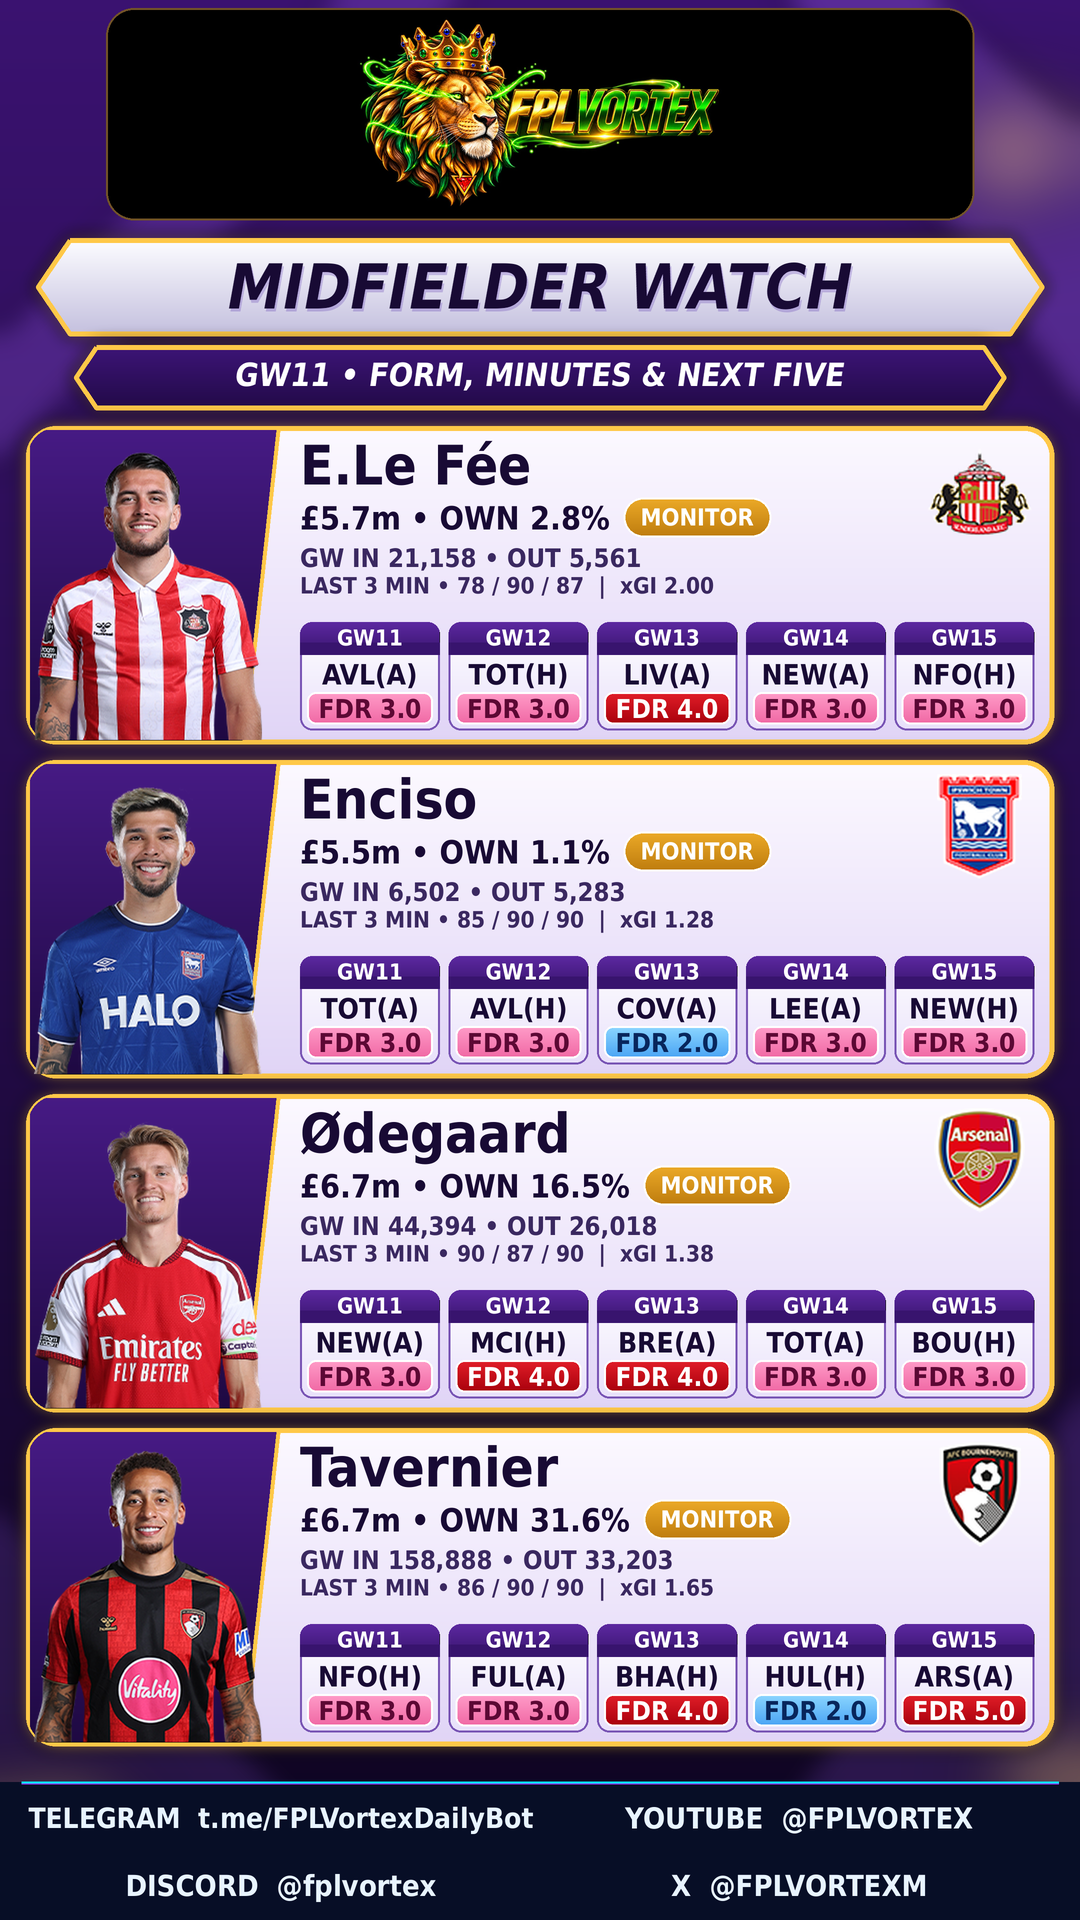 FPLVORTEX
MIDFIELDER WATCH
GW11 • FORM, MINUTES & NEXT FIVE
E.Le Fée
£5.7m • OWN 2.8% MONITOR
GW IN 21,158 • OUT 5,561
LAST 3 MIN • 78 / 90 / 87 | xGI 2.00
GW11 GW12 GW13 GW14 GW15
AVL(A) TOT(H) LIV(A) NEW(A) NFO(H)
FDR 3.0 FDR 3.0 FDR 4.0 FDR 3.0 FDR 3.0
Enciso
£5.5m • OWN 1.1% MONITOR
IPSWICH TOWN
FOOTBALL CLUB
GW IN 6,502 • OUT 5,283
LAST 3 MIN • 85 / 90 / 90 | xGI 1.28
umbro
HALO
GW11 GW12 GW13 GW14 GW15
TOT(A) AVL(H) COV(A) LEE(A) NEW(H)
FDR 3.0 FDR 3.0 FDR 2.0 FDR 3.0 FDR 3.0
Ødegaard
£6.7m • OWN 16.5% MONITOR
Arsenal
GW IN 44,394 • OUT 26,018
LAST 3 MIN • 90 / 87 / 90 | xGI 1.38
Emirates
FLY BETTER
GW11 GW12 GW13 GW14 GW15
NEW(A) MCI(H) BRE(A) TOT(A) BOU(H)
FDR 3.0 FDR 4.0 FDR 4.0 FDR 3.0 FDR 3.0
Tavernier
£6.7m • OWN 31.6% MONITOR
AFC BOURNEMOUTH
GW IN 158,888 • OUT 33,203
LAST 3 MIN • 86 / 90 / 90 | xGI 1.65
Vitality
GW11 GW12 GW13 GW14 GW15
NFO(H) FUL(A) BHA(H) HUL(H) ARS(A)
FDR 3.0 FDR 3.0 FDR 4.0 FDR 2.0 FDR 5.0
TELEGRAM t.me/FPLVortexDailyBot YOUTUBE @FPLVORTEX
DISCORD @fplvortex X @FPLVORTEXM